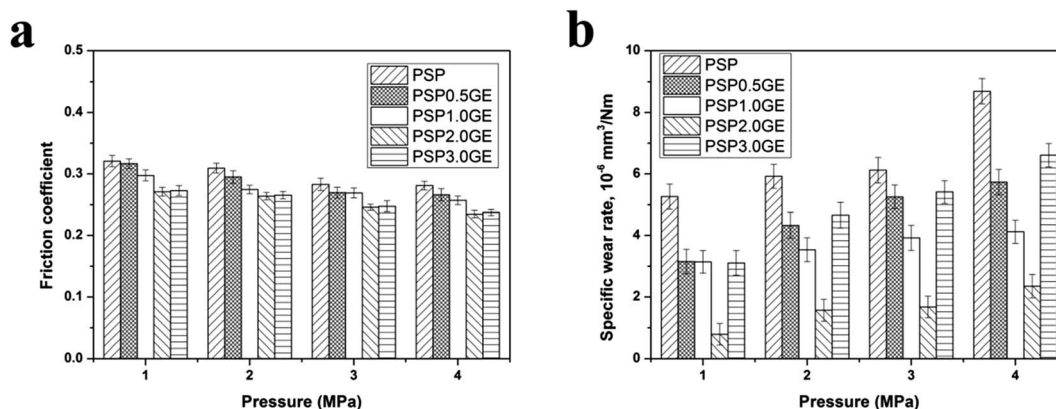 a
0.5
0.4
0.3
0.2
0.1
0.0
Friction coefficient
PSP
PSP0.5GE
PSP1.0GE
PSP2.0GE
PSP3.0GE
1 2 3 4
Pressure (MPa)
b
10
8
6
4
2
0
Specific wear rate, 10⁻⁶ mm³/Nm
PSP
PSP0.5GE
PSP1.0GE
PSP2.0GE
PSP3.0GE
1 2 3 4
Pressure (MPa)